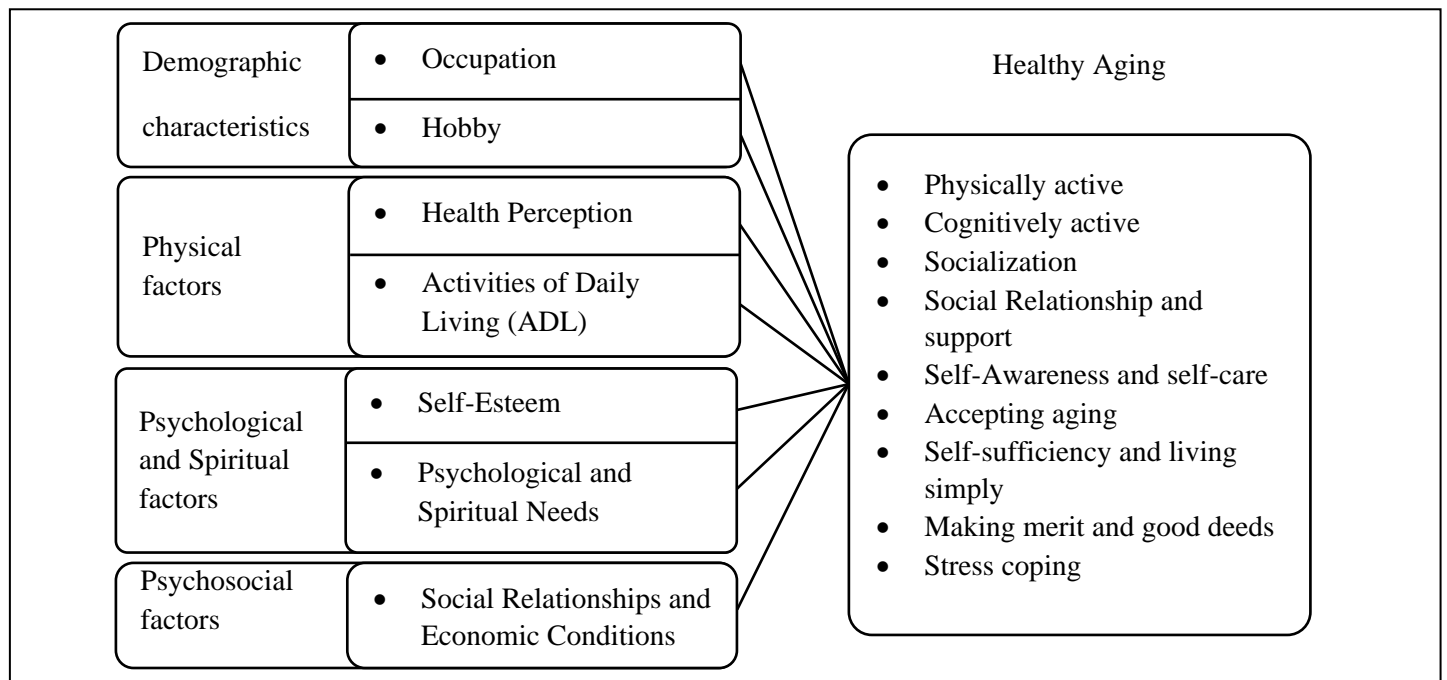 Demographic
characteristics
• Occupation
• Hobby
Physical
factors
• Health Perception
• Activities of Daily
Living (ADL)
Psychological
and Spiritual
factors
• Self-Esteem
• Psychological and
Spiritual Needs
Psychosocial
factors
• Social Relationships and
Economic Conditions
Healthy Aging
• Physically active
• Cognitively active
• Socialization
• Social Relationship and
support
• Self-Awareness and self-care
• Accepting aging
• Self-sufficiency and living
simply
• Making merit and good deeds
• Stress coping